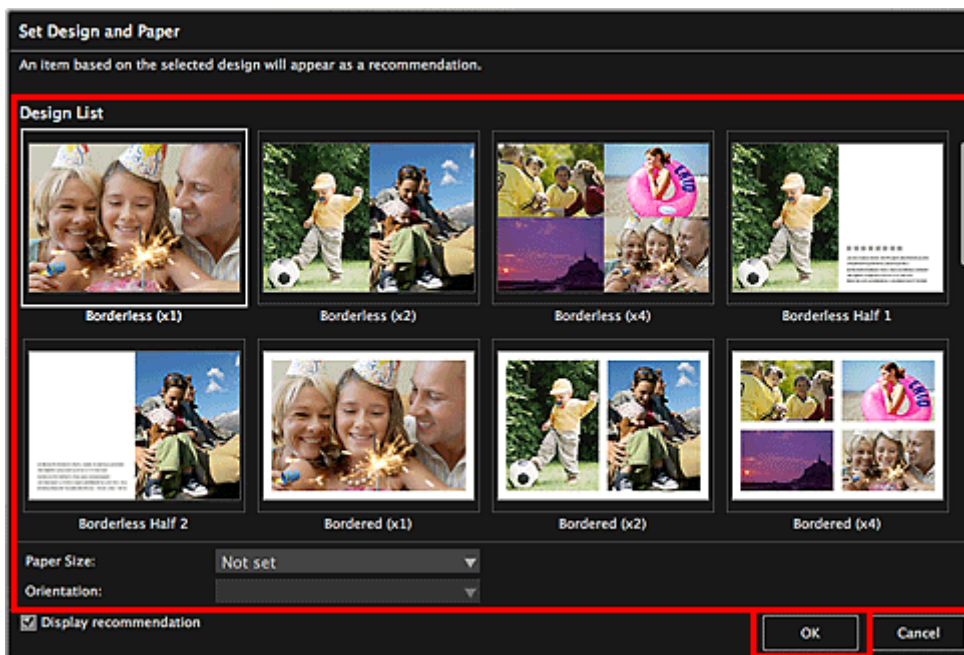 Set Design and Paper
An item based on the selected design will appear as a recommendation.
Design List
Borderless (x1)
Borderless (x2)
Borderless (x4)
Borderless Half 1
Borderless Half 2
Bordered (x1)
Bordered (x2)
Bordered (x4)
Paper Size:
Not set
Orientation:
Display recommendation
OK
Cancel